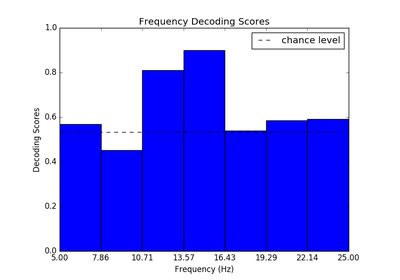 Frequency Decoding Scores
1.0
chance level
0.8
0.6
0.4
0.2
0.0
Decoding Scores
5.00 7.86 10.71 13.57 16.43 19.29 22.14 25.00
Frequency (Hz)